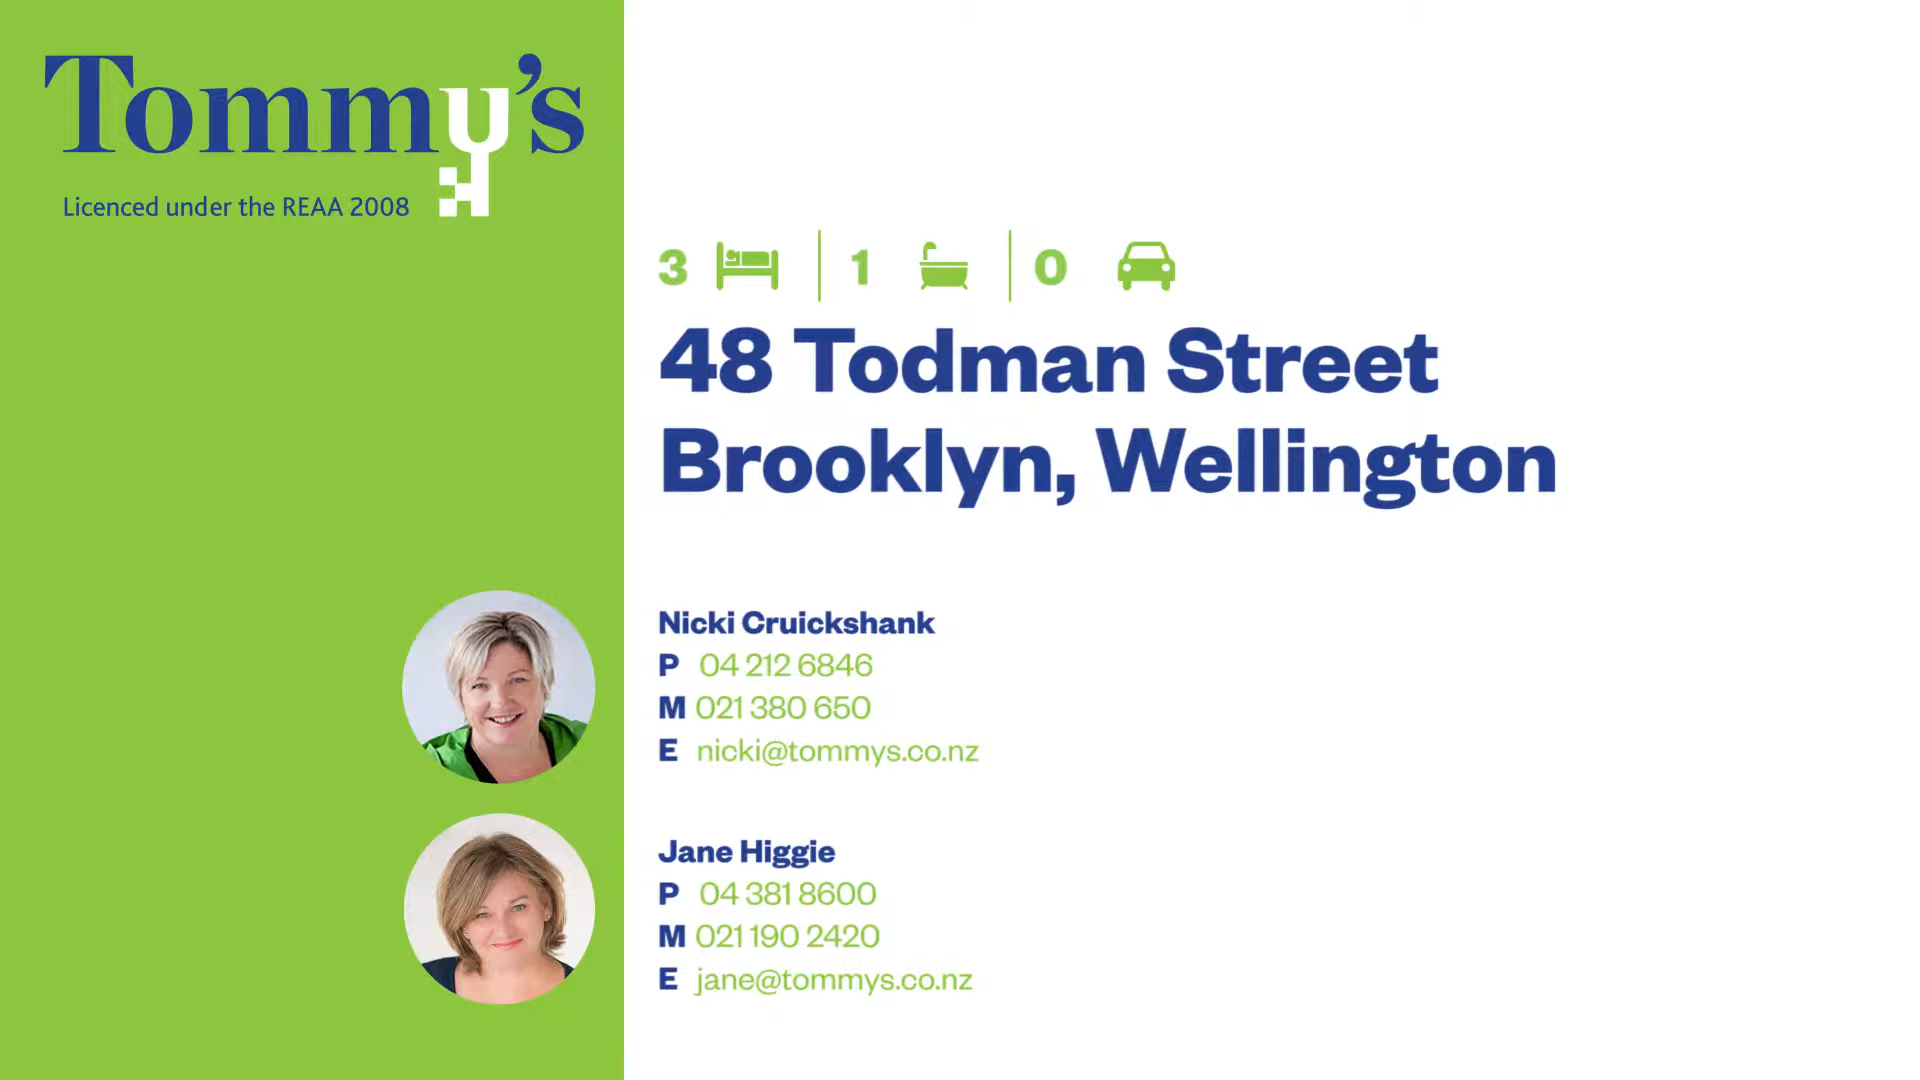 Tommy's
Licenced under the REAA 2008
3 1 0
48 Todman Street
Brooklyn, Wellington
Nicki Cruickshank
P 04 212 6846
M 021 380 650
E nicki@tommys.co.nz
Jane Higgie
P 04 381 8600
M 021 190 2420
E jane@tommys.co.nz